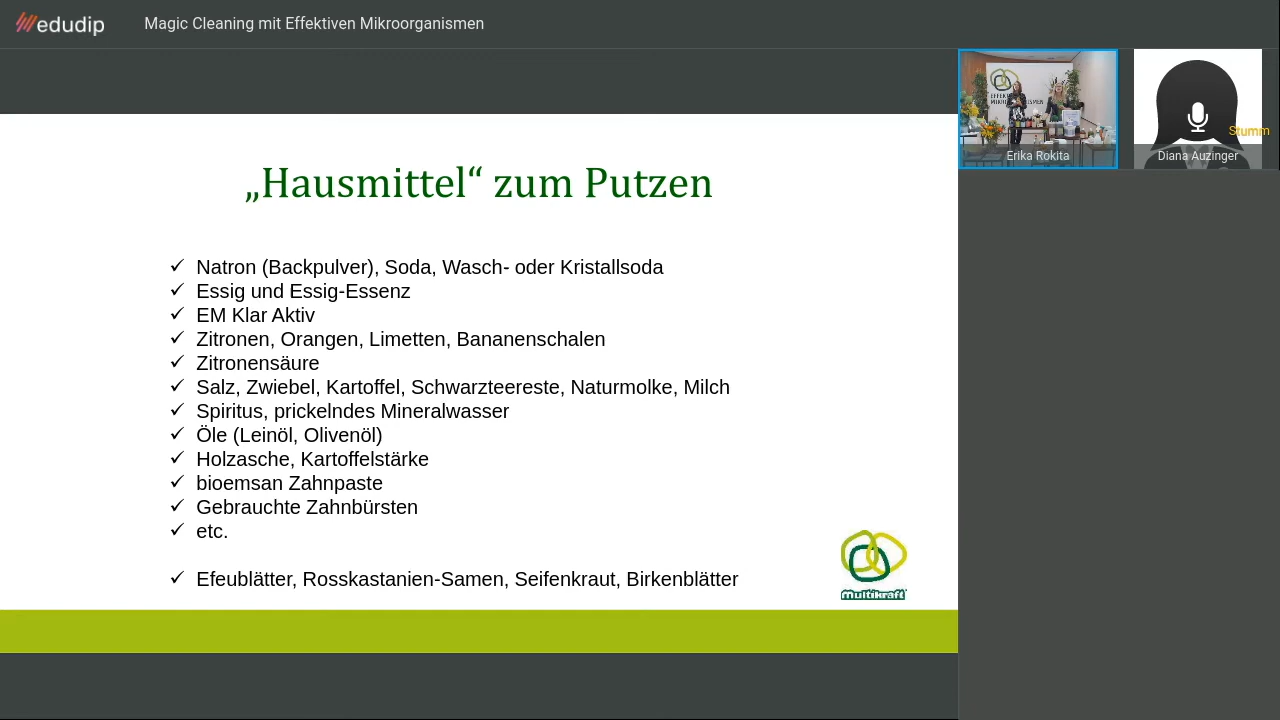 edudip
Magic Cleaning mit Effektiven Mikroorganismen
„Hausmittel“ zum Putzen
Natron (Backpulver), Soda, Wasch- oder Kristallsoda
Essig und Essig-Essenz
EM Klar Aktiv
Zitronen, Orangen, Limetten, Bananenschalen
Zitronensäure
Salz, Zwiebel, Kartoffel, Schwarzteereste, Naturmolke, Milch
Spiritus, prickelndes Mineralwasser
Öle (Leinöl, Olivenöl)
Holzasche, Kartoffelstärke
bioemsan Zahnpaste
Gebrauchte Zahnbürsten
etc.
Efeublätter, Rosskastanien-Samen, Seifenkraut, Birkenblätter
multikraft
Erika Rokita
Stumm
Diana Auzinger